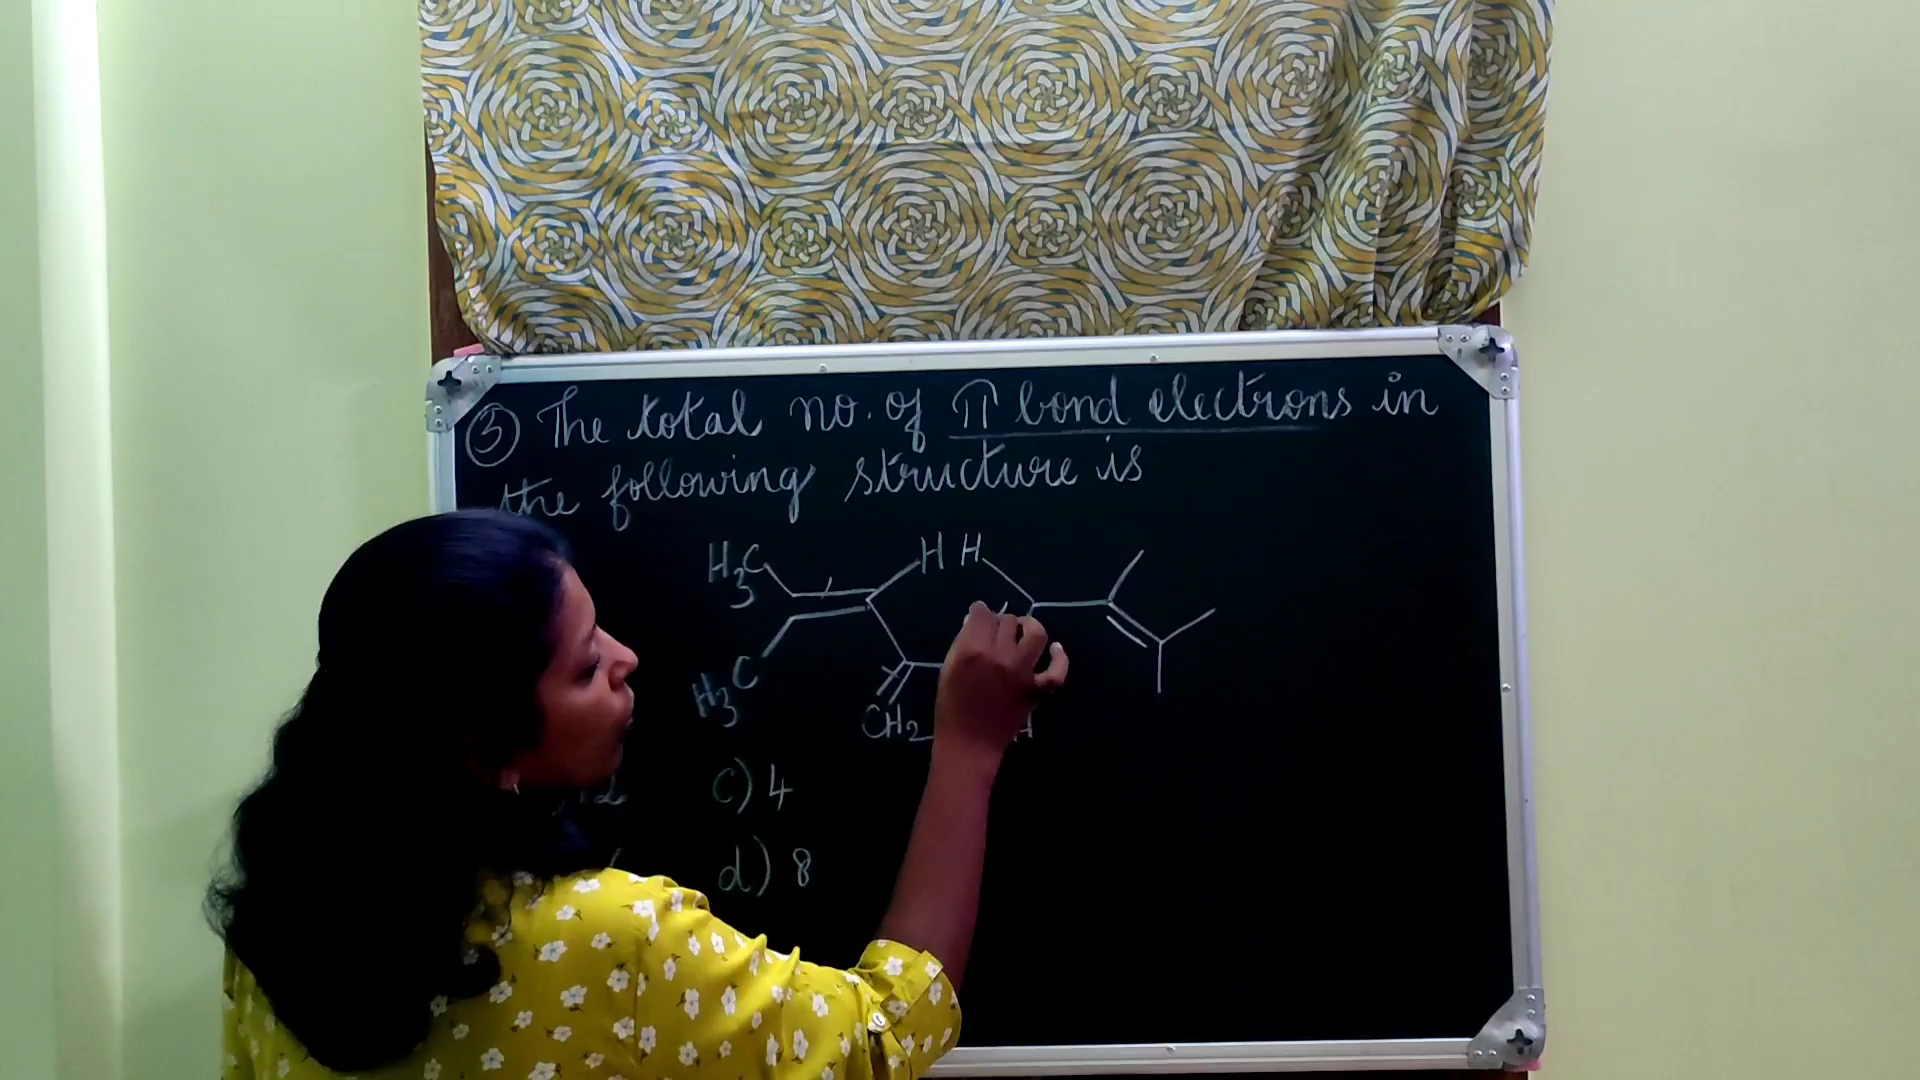 ③ The total no. of π bond electrons in
the following structure is
H₃C H H
H₃C
CH₂ H
c) 4
d) 8